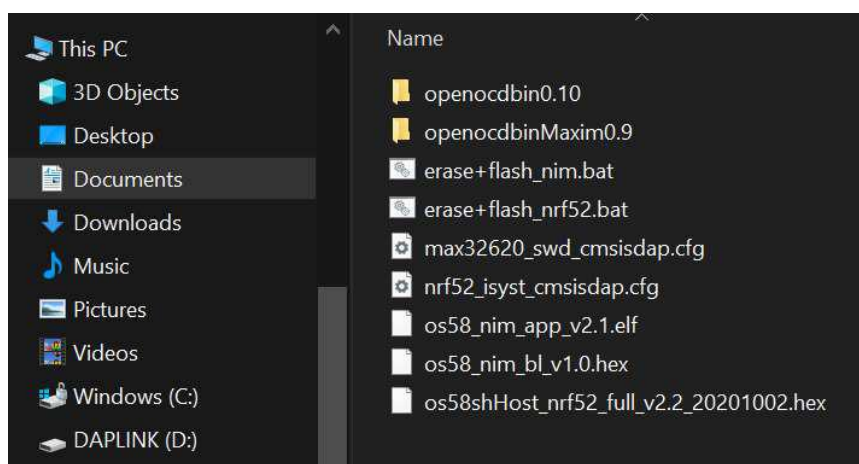 This PC
3D Objects
Desktop
Documents
Downloads
Music
Pictures
Videos
Windows (C:)
DAPLINK (D:)
Name
openocdbin0.10
openocdbinMaxim0.9
erase+flash_nim.bat
erase+flash_nrf52.bat
max32620_swd_cmsisdap.cfg
nrf52_isyst_cmsisdap.cfg
os58_nim_app_v2.1.elf
os58_nim_bl_v1.0.hex
os58shHost_nrf52_full_v2.2_20201002.hex